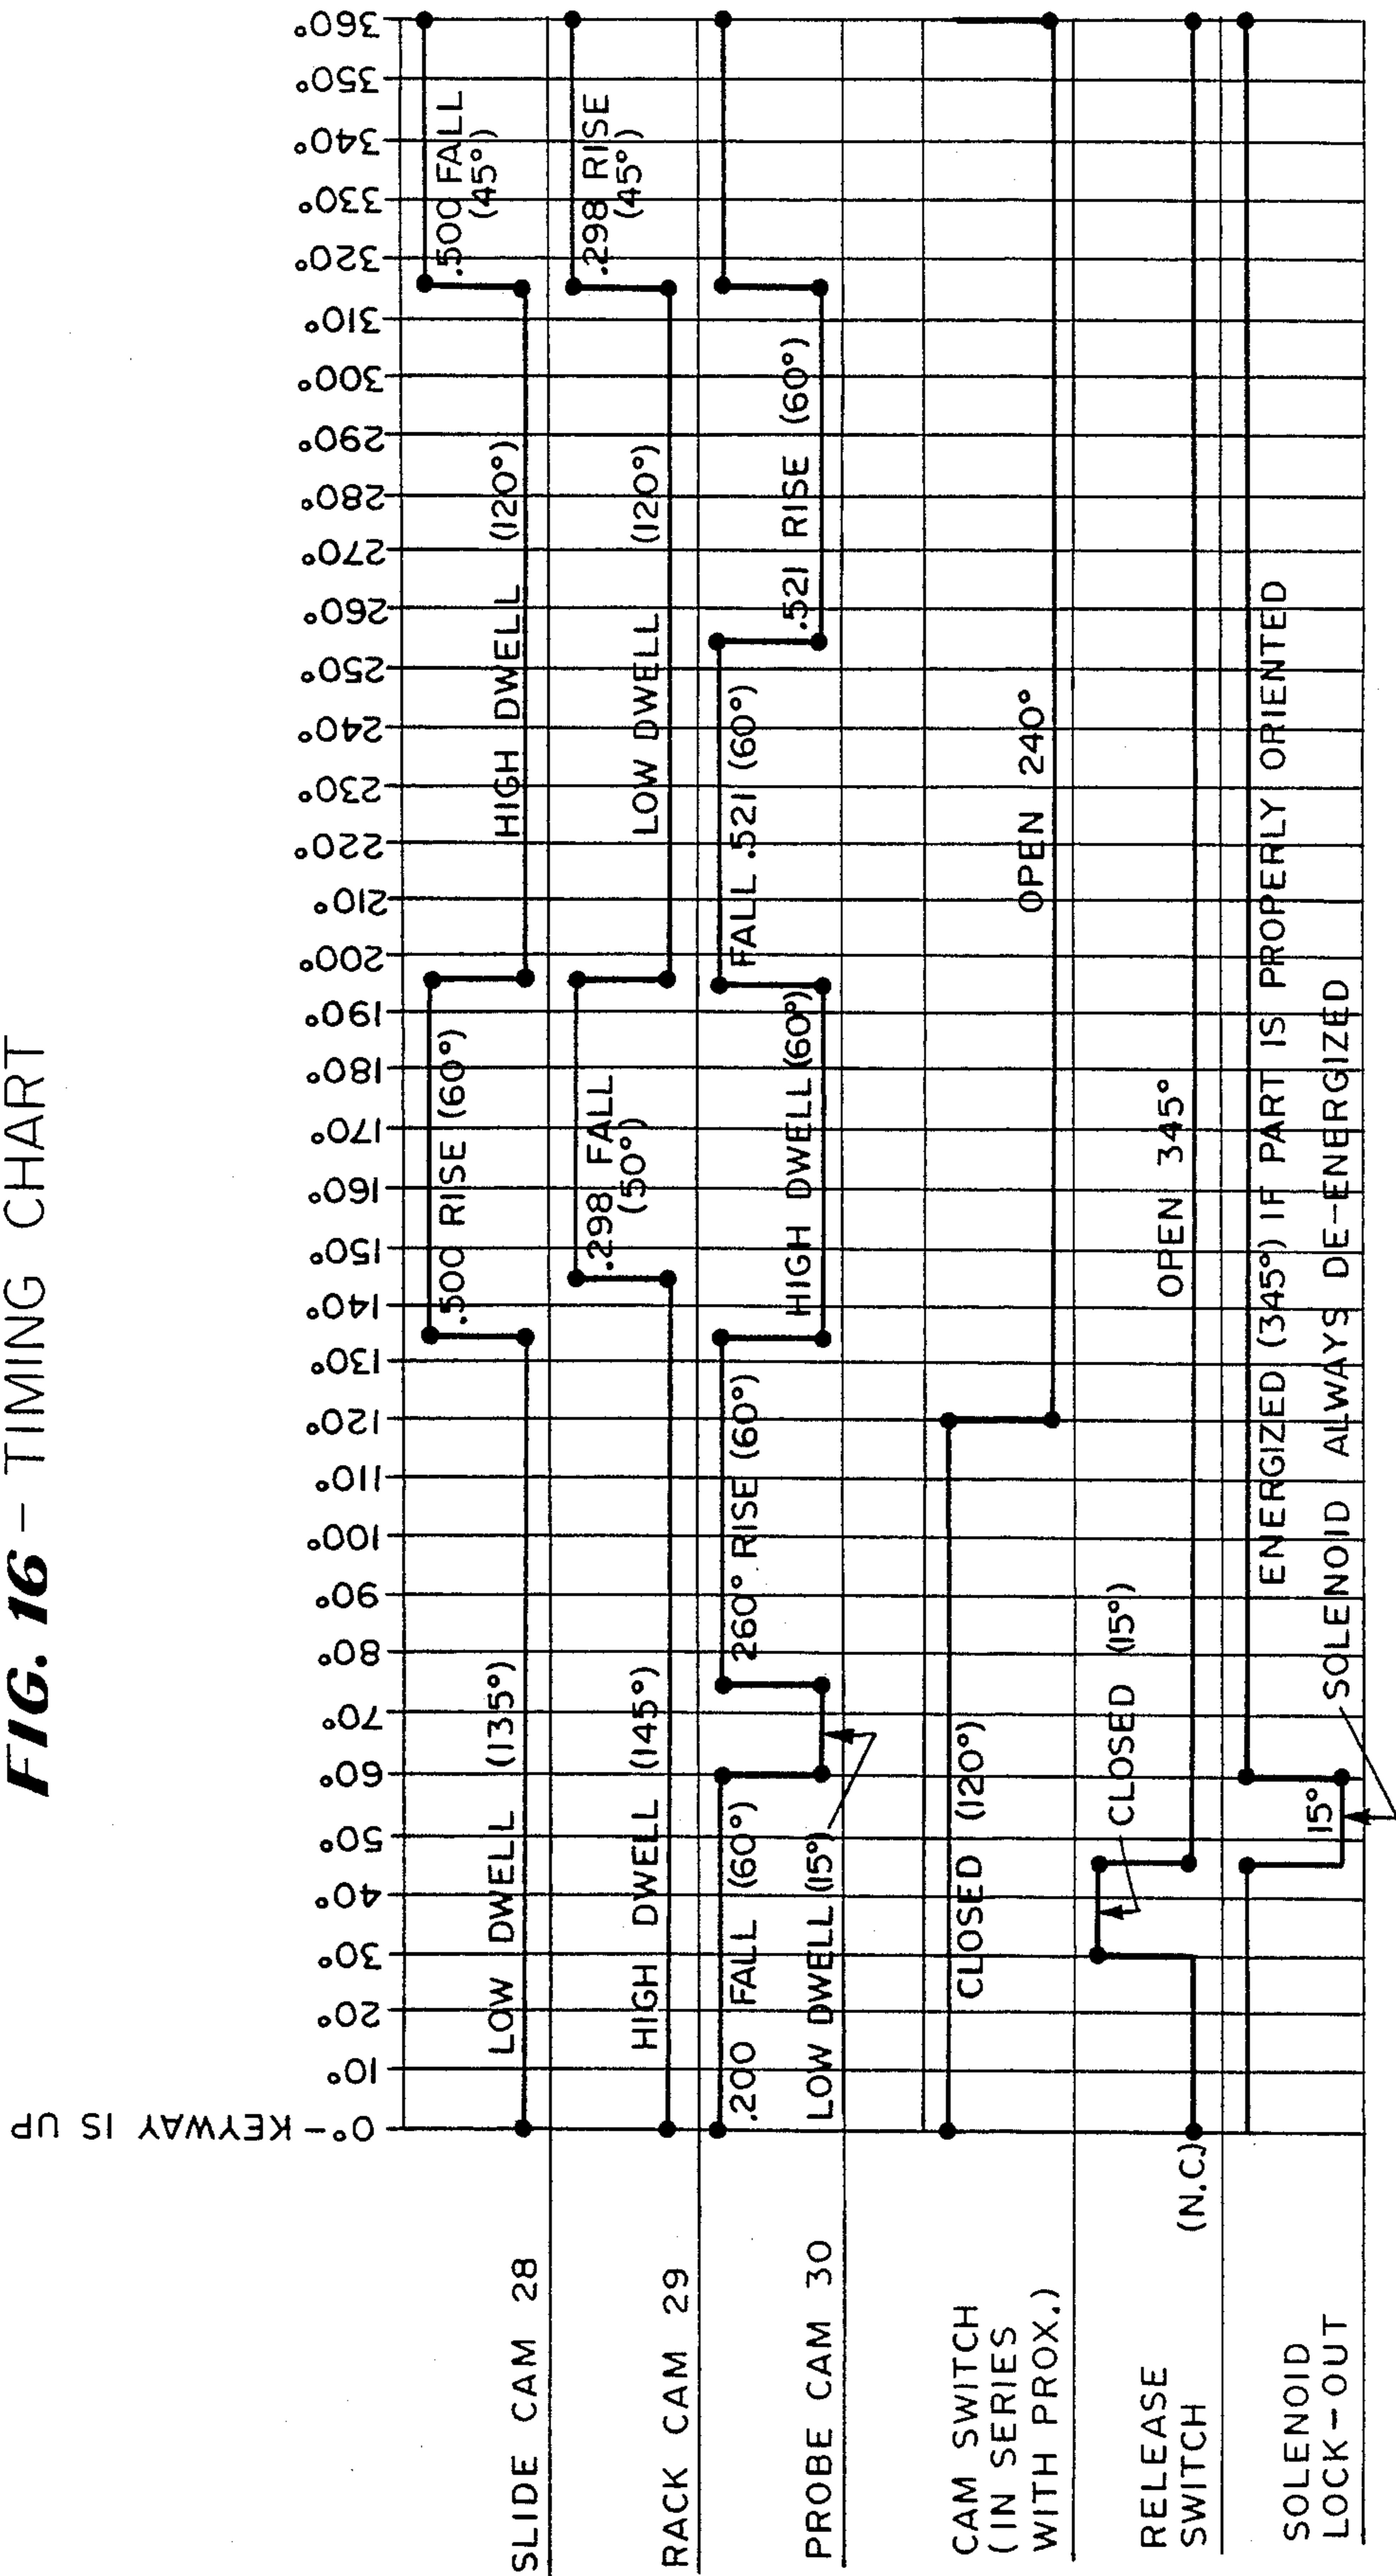 FIG. 16 – TIMING CHART
0°-KEYWAY IS UP
10°
20°
30°
40°
50°
60°
70°
80°
90°
100°
110°
120°
130°
140°
150°
160°
170°
180°
190°
200°
210°
220°
230°
240°
250°
260°
270°
280°
290°
300°
310°
320°
330°
340°
350°
360°
SLIDE CAM 28
LOW DWELL (135°)
.500 RISE (60°)
HIGH DWELL (120°)
.500 FALL
(45°)
RACK CAM 29
HIGH DWELL (145°)
.298 FALL
(50°)
LOW DWELL (120°)
.298 RISE
(45°)
PROBE CAM 30
.200 FALL (60°)
LOW DWELL (15°)
260° RISE (60°)
HIGH DWELL (60°)
FALL .521 (60°)
.521 RISE (60°)
CAM SWITCH
(IN SERIES
WITH PROX.)
CLOSED (120°)
OPEN 240°
RELEASE
SWITCH
(N.C.)
CLOSED (15°)
OPEN 345°
SOLENOID
LOCK-OUT
15°
ENERGIZED (345°) IF PART IS PROPERLY ORIENTED
SOLENOID ALWAYS DE-ENERGIZED